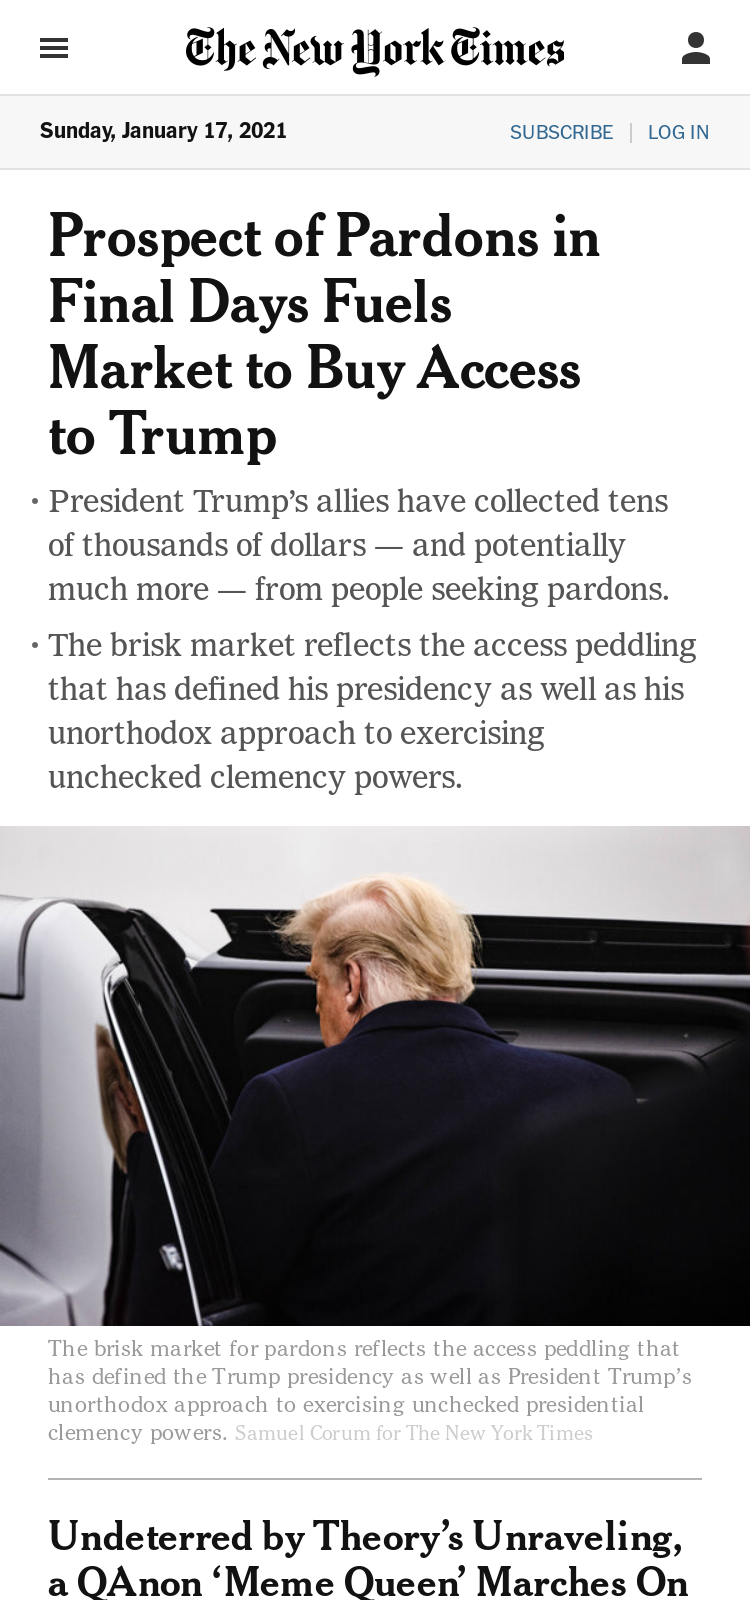 The New York Times
Sunday, January 17, 2021
SUBSCRIBE | LOG IN
Prospect of Pardons in
Final Days Fuels
Market to Buy Access
to Trump
• President Trump’s allies have collected tens
of thousands of dollars — and potentially
much more — from people seeking pardons.
• The brisk market reflects the access peddling
that has defined his presidency as well as his
unorthodox approach to exercising
unchecked clemency powers.
The brisk market for pardons reflects the access peddling that
has defined the Trump presidency as well as President Trump’s
unorthodox approach to exercising unchecked presidential
clemency powers. Samuel Corum for The New York Times
Undeterred by Theory’s Unraveling,
a QAnon ‘Meme Queen’ Marches On